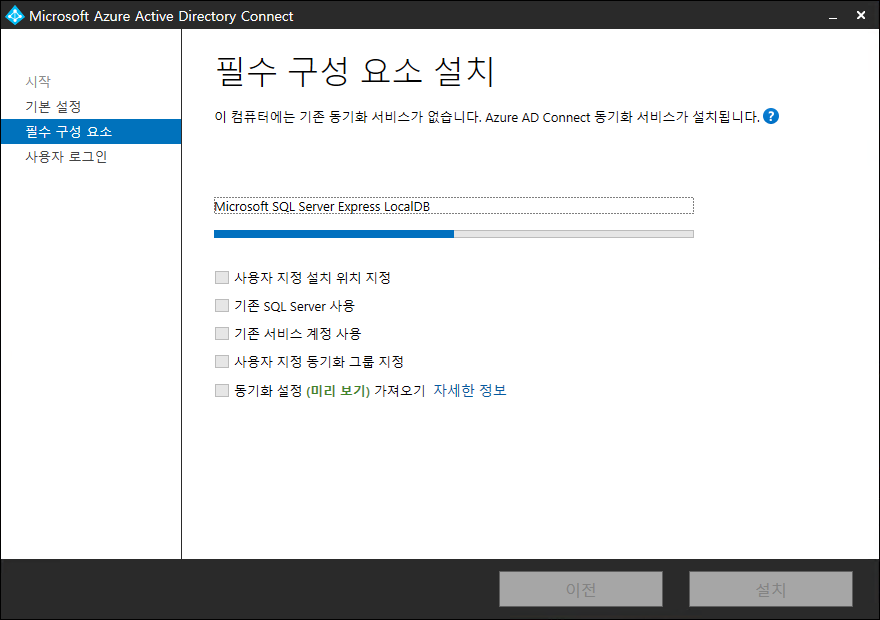 Microsoft Azure Active Directory Connect
시작
기본 설정
필수 구성 요소
사용자 로그인
필수 구성 요소 설치
이 컴퓨터에는 기존 동기화 서비스가 없습니다. Azure AD Connect 동기화 서비스가 설치됩니다. ?
Microsoft SQL Server Express LocalDB
사용자 지정 설치 위치 지정
기존 SQL Server 사용
기존 서비스 계정 사용
사용자 지정 동기화 그룹 지정
동기화 설정 (미리 보기) 가져오기 자세한 정보
이전
설치